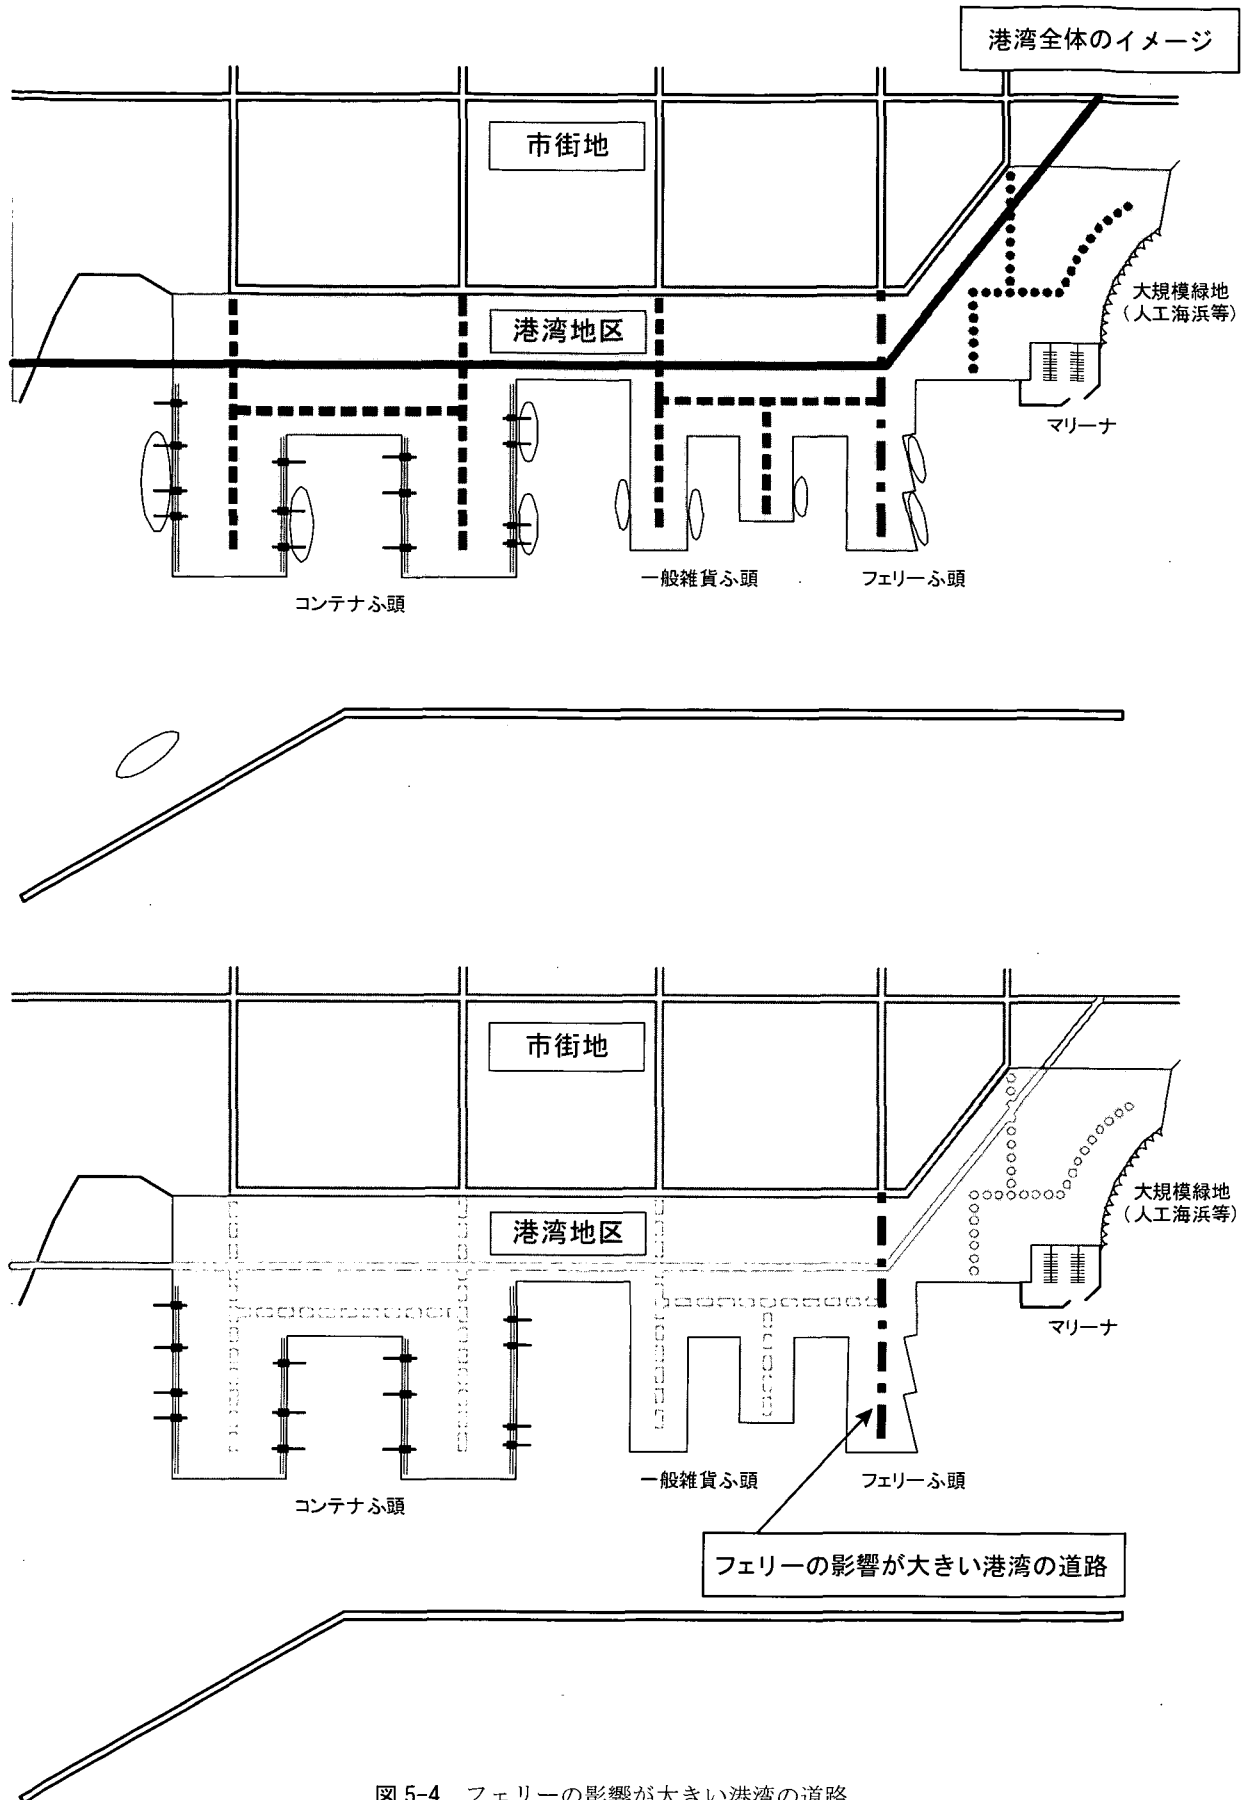 港湾全体のイメージ
市街地
港湾地区
大規模緑地
（人工海浜等）
マリーナ
一般雑貨ふ頭
フェリーふ頭
コンテナふ頭
市街地
港湾地区
大規模緑地
（人工海浜等）
マリーナ
一般雑貨ふ頭
フェリーふ頭
コンテナふ頭
フェリーの影響が大きい港湾の道路
図5-4 フェリーの影響が大きい港湾の道路